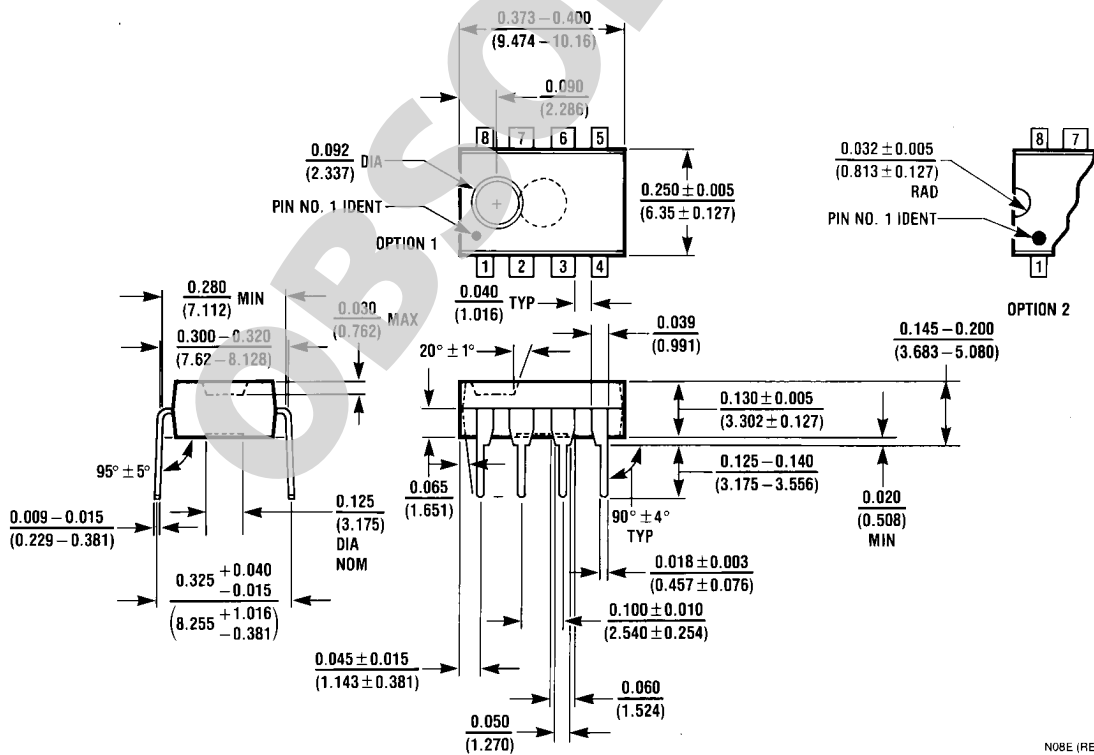 OBSOL
0.373 – 0.400
(9.474 – 10.16)
0.090
(2.286)
8 7 6 5
0.092 DIA
(2.337)
PIN NO. 1 IDENT
OPTION 1
0.250 ± 0.005
(6.35 ± 0.127)
1 2 3 4
8 7
0.032 ± 0.005
(0.813 ± 0.127)
RAD
PIN NO. 1 IDENT
1
OPTION 2
0.280 MIN
(7.112)
0.030 MAX
(0.762)
0.040 TYP
(1.016)
0.039
(0.991)
0.145 – 0.200
(3.683 – 5.080)
0.300 – 0.320
(7.62 – 8.128)
20° ± 1°
0.130 ± 0.005
(3.302 ± 0.127)
95° ± 5°
0.065
(1.651)
0.125 – 0.140
(3.175 – 3.556)
0.020
(0.508)
MIN
0.009 – 0.015
(0.229 – 0.381)
0.125
(3.175)
DIA
NOM
90° ± 4°
TYP
0.018 ± 0.003
(0.457 ± 0.076)
0.325 +0.040 −0.015
(8.255 +1.016 −0.381)
0.100 ± 0.010
(2.540 ± 0.254)
0.045 ± 0.015
(1.143 ± 0.381)
0.060
(1.524)
0.050
(1.270)
N08E (RE